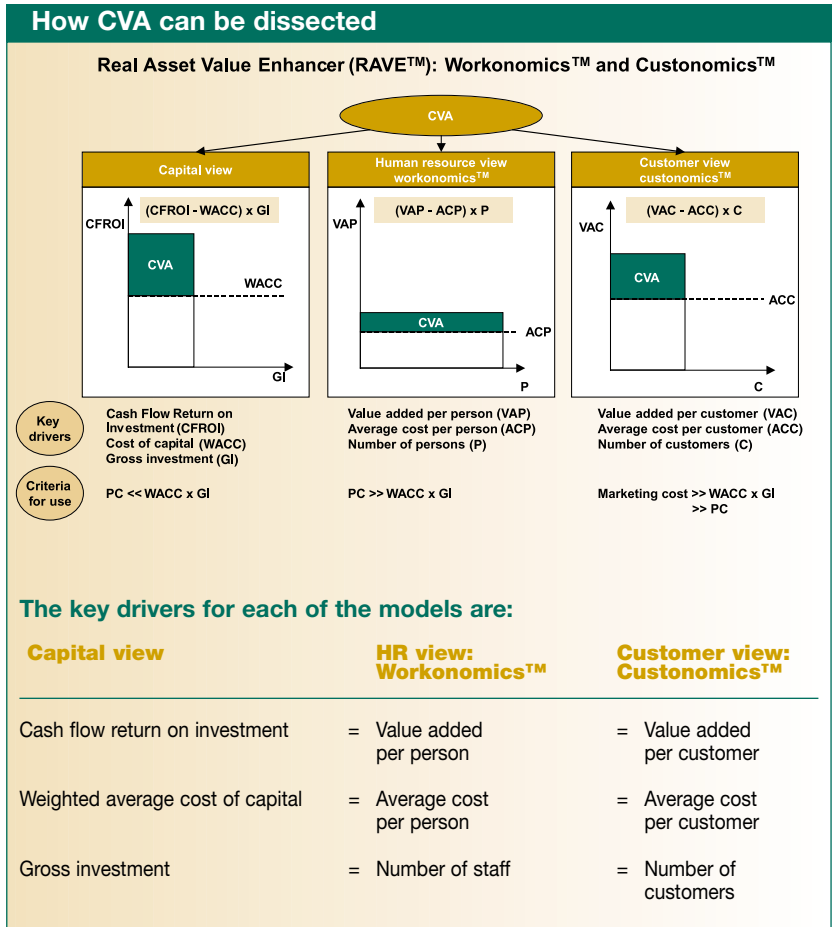 How CVA can be dissected
Real Asset Value Enhancer (RAVE™): Workonomics™ and Custonomics™
CVA
Capital view
(CFROI - WACC) x GI
CFROI
CVA
WACC
GI
Human resource view
workonomics™
(VAP - ACP) x P
VAP
CVA
ACP
P
Customer view
custonomics™
(VAC - ACC) x C
VAC
CVA
ACC
C
Key
drivers
Cash Flow Return on
Investment (CFROI)
Cost of capital (WACC)
Gross investment (GI)
Value added per person (VAP)
Average cost per person (ACP)
Number of persons (P)
Value added per customer (VAC)
Average cost per customer (ACC)
Number of customers (C)
Criteria
for use
PC << WACC x GI
PC >> WACC x GI
Marketing cost >> WACC x GI
>> PC
The key drivers for each of the models are:
Capital view
HR view:
Workonomics™
Customer view:
Custonomics™
Cash flow return on investment
= Value added
per person
= Value added
per customer
Weighted average cost of capital
= Average cost
per person
= Average cost
per customer
Gross investment
= Number of staff
= Number of
customers